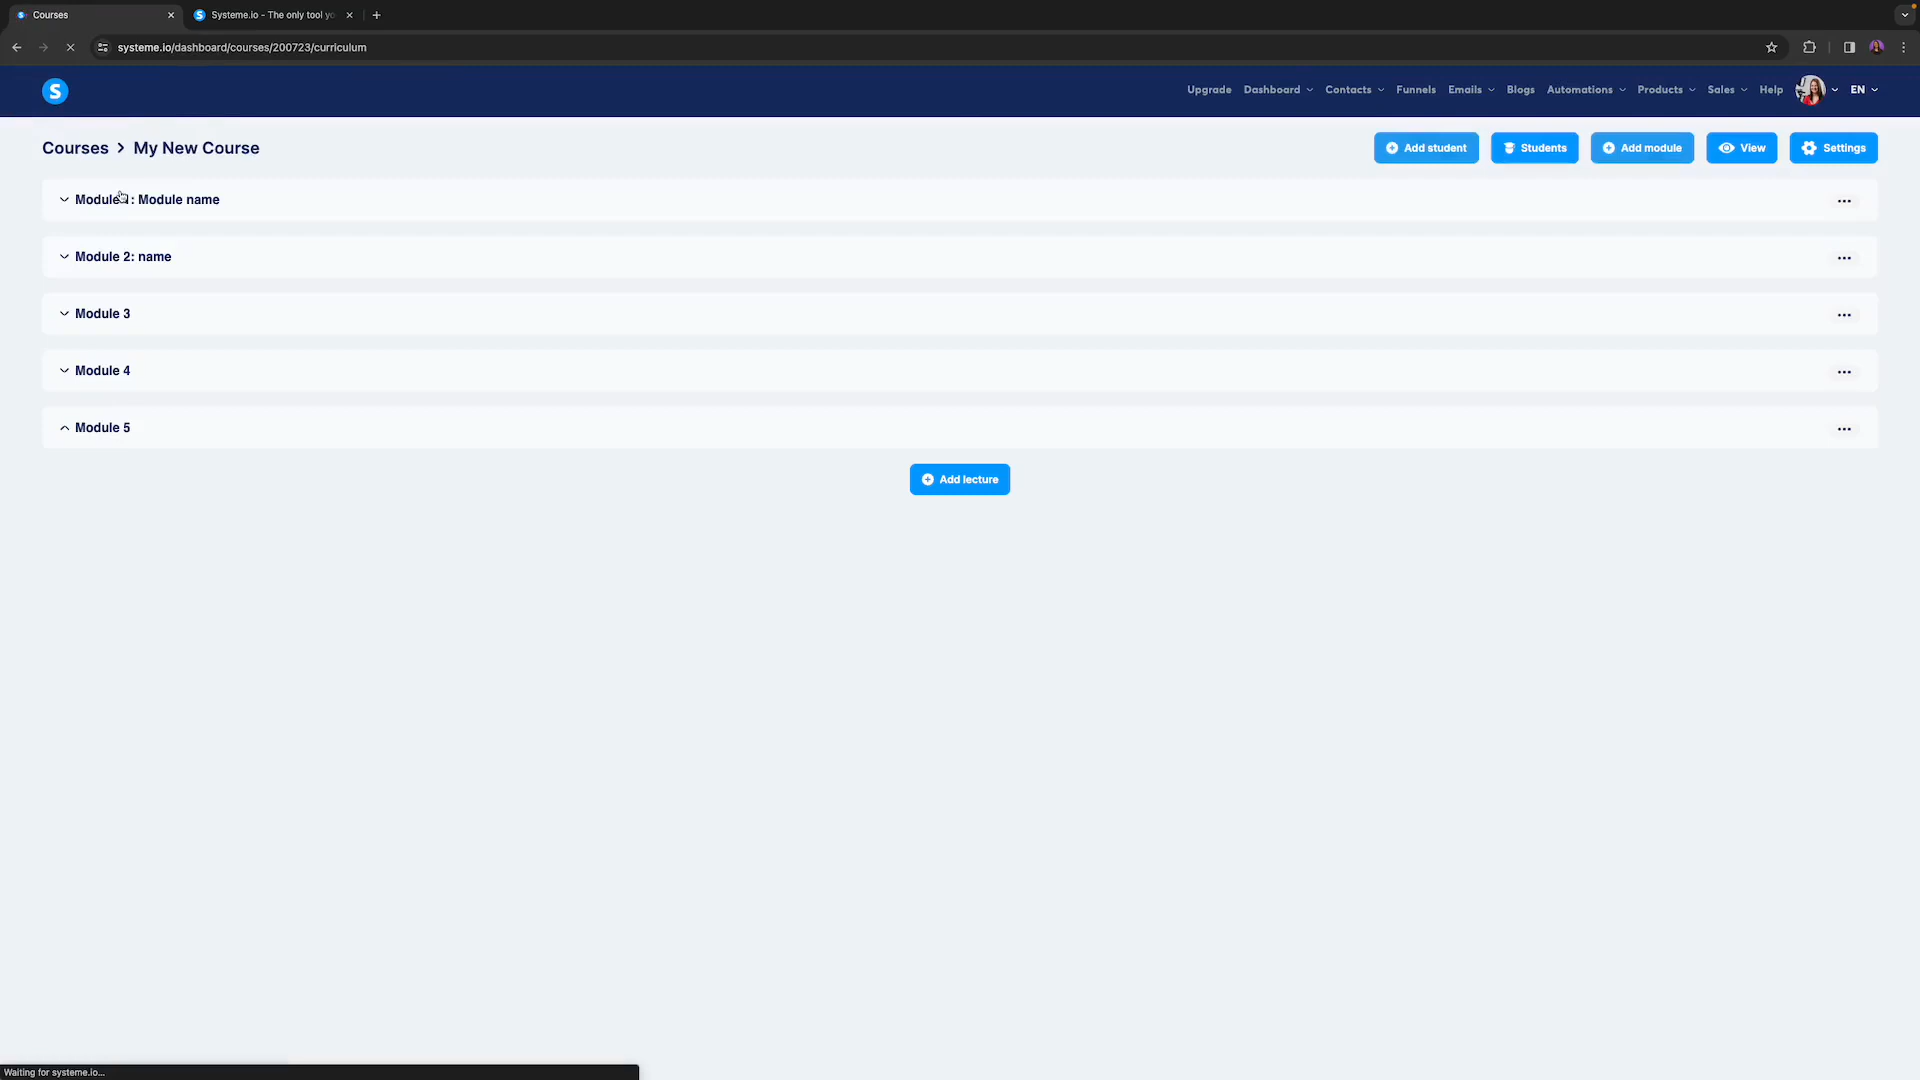 Courses
Systeme.io - The only tool yo
systeme.io/dashboard/courses/200723/curriculum
S
Upgrade Dashboard Contacts Funnels Emails Blogs Automations Products Sales Help EN
Courses > My New Course
Add student Students Add module View Settings
Module 1: Module name
Module 2: name
Module 3
Module 4
Module 5
Add lecture
Waiting for systeme.io...